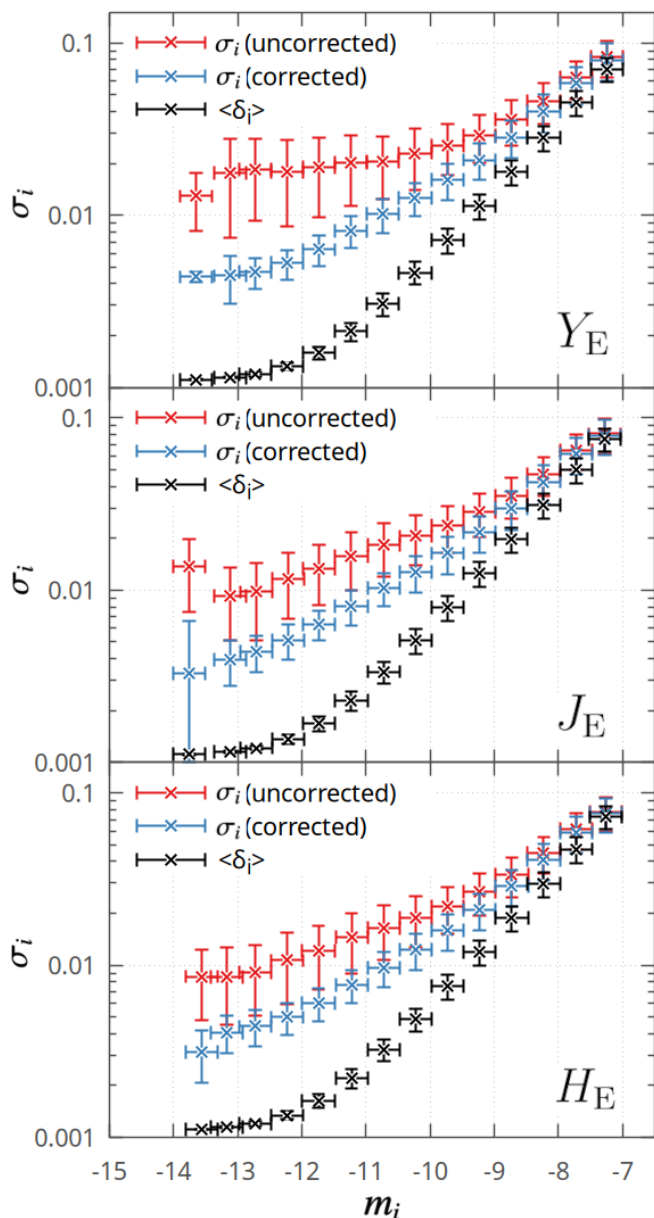 0.1
σi (uncorrected)
σi (corrected)
<δi>
σi
0.01
YE
0.001
0.1
σi (uncorrected)
σi (corrected)
<δi>
σi
0.01
JE
0.001
0.1
σi (uncorrected)
σi (corrected)
<δi>
σi
0.01
HE
0.001
-15 -14 -13 -12 -11 -10 -9 -8 -7
mi